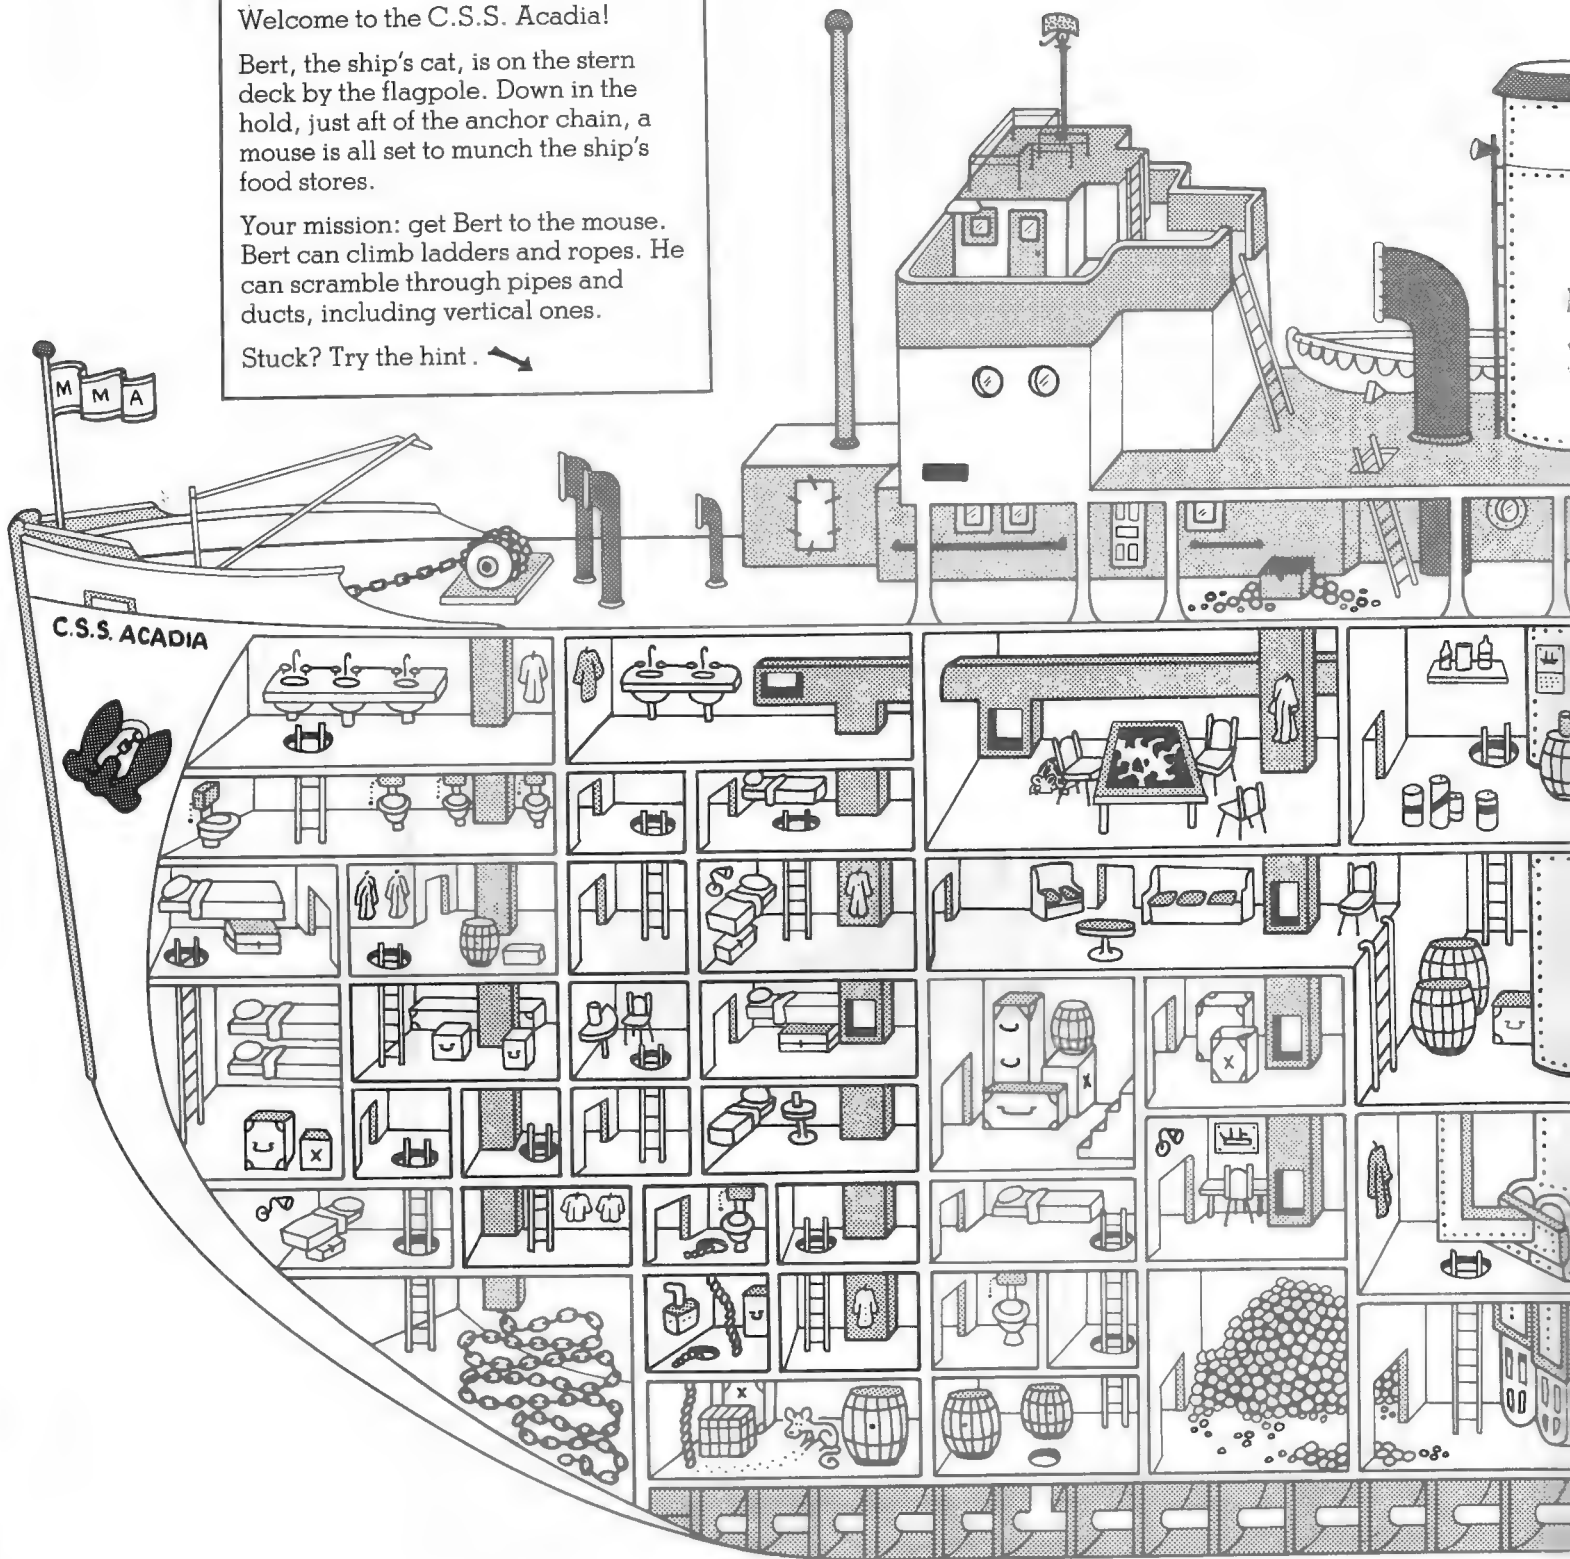 Welcome to the C.S.S. Acadia!
Bert, the ship's cat, is on the stern
deck by the flagpole. Down in the
hold, just aft of the anchor chain, a
mouse is all set to munch the ship's
food stores.
Your mission: get Bert to the mouse.
Bert can climb ladders and ropes. He
can scramble through pipes and
ducts, including vertical ones.
Stuck? Try the hint.
M M A
C.S.S. ACADIA
X
X
X
X
X